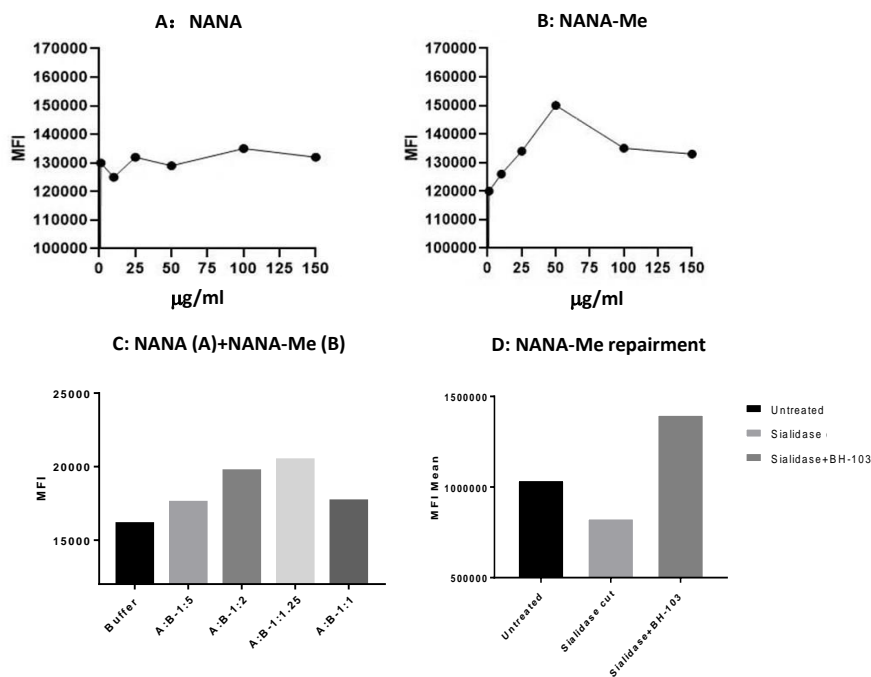 A: NANA
170000
160000
150000
140000
130000
120000
110000
100000
MFI
0 25 50 75 100 125 150
μg/ml
B: NANA-Me
170000
160000
150000
140000
130000
120000
110000
100000
MFI
0 25 50 75 100 125 150
μg/ml
C: NANA (A)+NANA-Me (B)
25000
20000
15000
MFI
Buffer
A:B-1:5
A:B-1:2
A:B-1:1.25
A:B-1:1
D: NANA-Me repairment
1500000
1000000
500000
MFI Mean
Untreated
Sialidase cut
Sialidase+BH-103
Untreated
Sialidase
Sialidase+BH-103